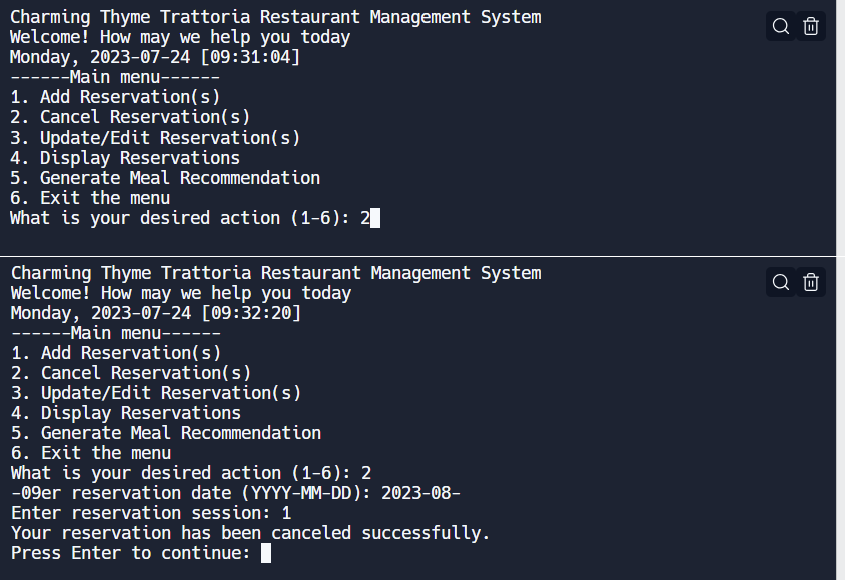 Charming Thyme Trattoria Restaurant Management System
Welcome! How may we help you today
Monday, 2023-07-24 [09:31:04]
------Main menu------
1. Add Reservation(s)
2. Cancel Reservation(s)
3. Update/Edit Reservation(s)
4. Display Reservations
5. Generate Meal Recommendation
6. Exit the menu
What is your desired action (1-6): 2
Charming Thyme Trattoria Restaurant Management System
Welcome! How may we help you today
Monday, 2023-07-24 [09:32:20]
------Main menu------
1. Add Reservation(s)
2. Cancel Reservation(s)
3. Update/Edit Reservation(s)
4. Display Reservations
5. Generate Meal Recommendation
6. Exit the menu
What is your desired action (1-6): 2
-09er reservation date (YYYY-MM-DD): 2023-08-
Enter reservation session: 1
Your reservation has been canceled successfully.
Press Enter to continue: